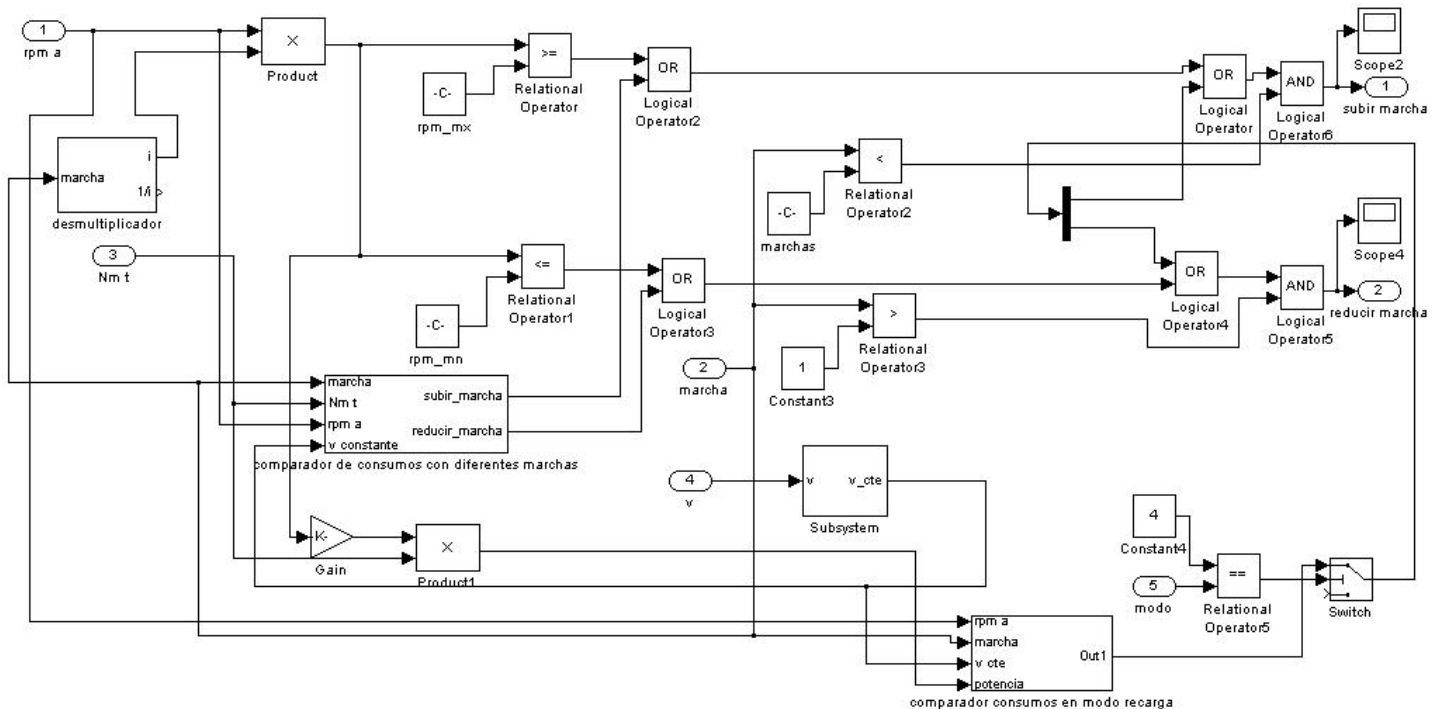 1
rpm a
X
Product
>=
Relational
Operator
-C-
rpm_mx
OR
Logical
Operator2
OR
Logical
Operator
AND
Logical
Operator6
Scope2
1
subir marcha
marcha
i
1/i
desmultiplicador
3
Nm t
<
Relational
Operator2
-C-
marchas
<=
Relational
Operator1
-C-
rpm_mn
OR
Logical
Operator3
OR
Logical
Operator4
AND
Logical
Operator5
Scope4
2
reducir marcha
>
Relational
Operator3
1
Constant3
2
marcha
marcha
Nm t
rpm a
v constante
subir_marcha
reducir_marcha
comparador de consumos con diferentes marchas
4
v
v
v_cte
Subsystem
-K-
Gain
X
Product1
4
Constant4
5
modo
==
Relational
Operator5
Switch
rpm a
marcha
v cte
potencia
Out1
comparador consumos en modo recarga